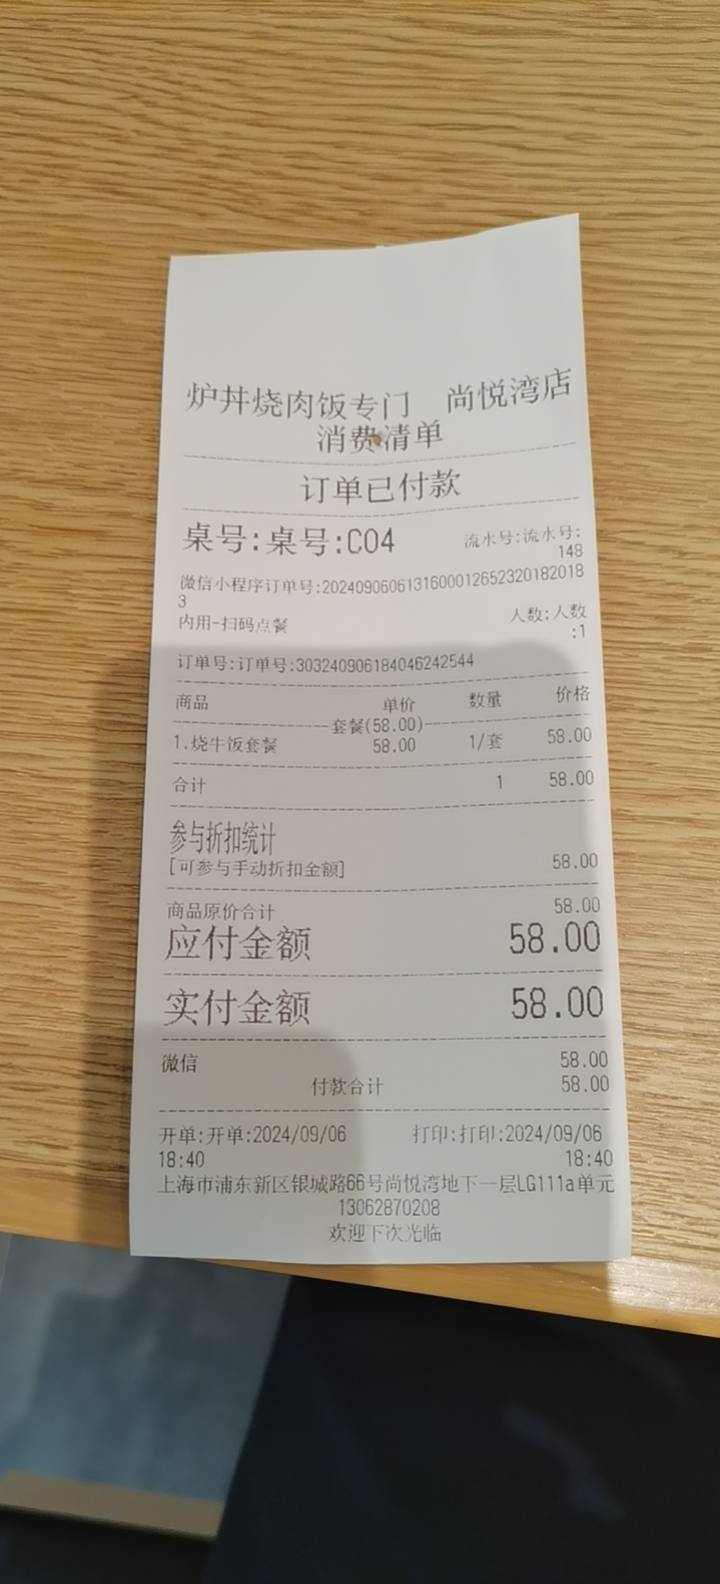 炉丼烧肉饭专门 尚悦湾店
消费清单
订单已付款
桌号:桌号:C04 流水号:流水号:
148
微信小程序订单号:2024090606131600012652320182018
3
内用-扫码点餐 人数:人数
:1
订单号:订单号:303240906184046242544
商品 单价 数量 价格
套餐(58.00)
1.烧牛饭套餐 58.00 1/套 58.00
合计 1 58.00
参与折扣统计
[可参与手动折扣金额] 58.00
商品原价合计 58.00
应付金额 58.00
实付金额 58.00
微信 58.00
付款合计 58.00
开单:开单:2024/09/06 打印:打印:2024/09/06
18:40 18:40
上海市浦东新区银城路66号尚悦湾地下一层LG111a单元
13062870208
欢迎下次光临